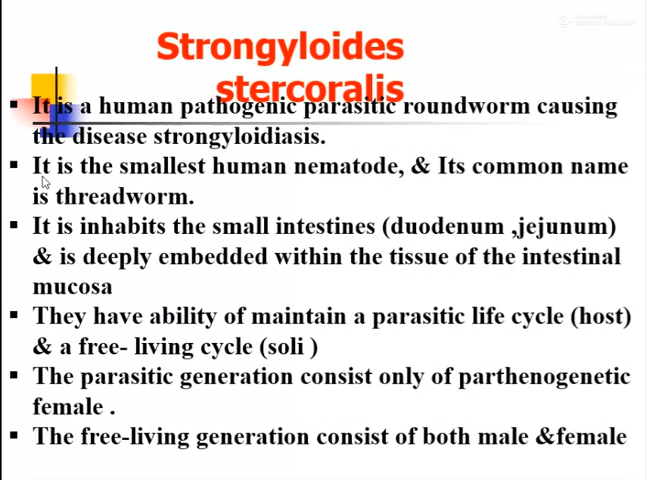 Strongyloides
stercoralis
▪ It is a human pathogenic parasitic roundworm causing
the disease strongyloidiasis.
▪ It is the smallest human nematode, & Its common name
is threadworm.
▪ It is inhabits the small intestines (duodenum ,jejunum)
& is deeply embedded within the tissue of the intestinal
mucosa
▪ They have ability of maintain a parasitic life cycle (host)
& a free- living cycle (soli )
▪ The parasitic generation consist only of parthenogenetic
female .
▪ The free-living generation consist of both male &female